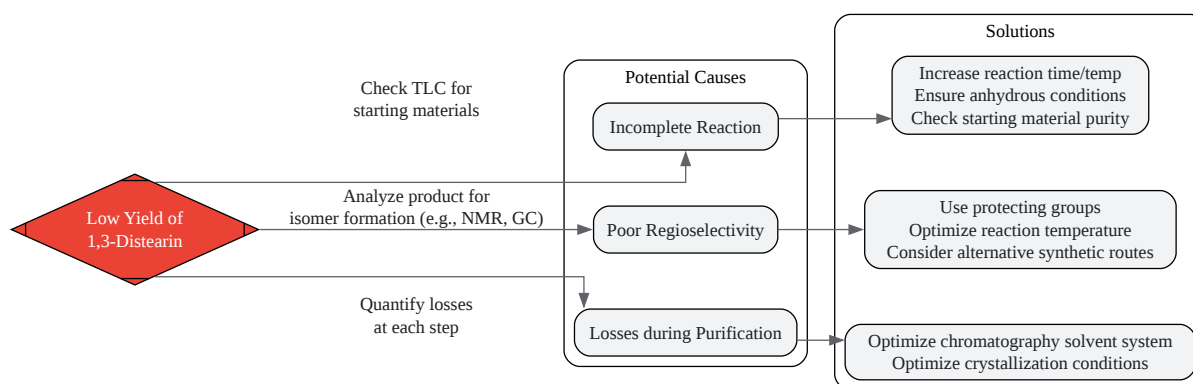 Low Yield of
1,3-Distearin
Check TLC for
starting materials
Analyze product for
isomer formation (e.g., NMR, GC)
Quantify losses
at each step
Potential Causes
Incomplete Reaction
Poor Regioselectivity
Losses during Purification
Solutions
Increase reaction time/temp
Ensure anhydrous conditions
Check starting material purity
Use protecting groups
Optimize reaction temperature
Consider alternative synthetic routes
Optimize chromatography solvent system
Optimize crystallization conditions